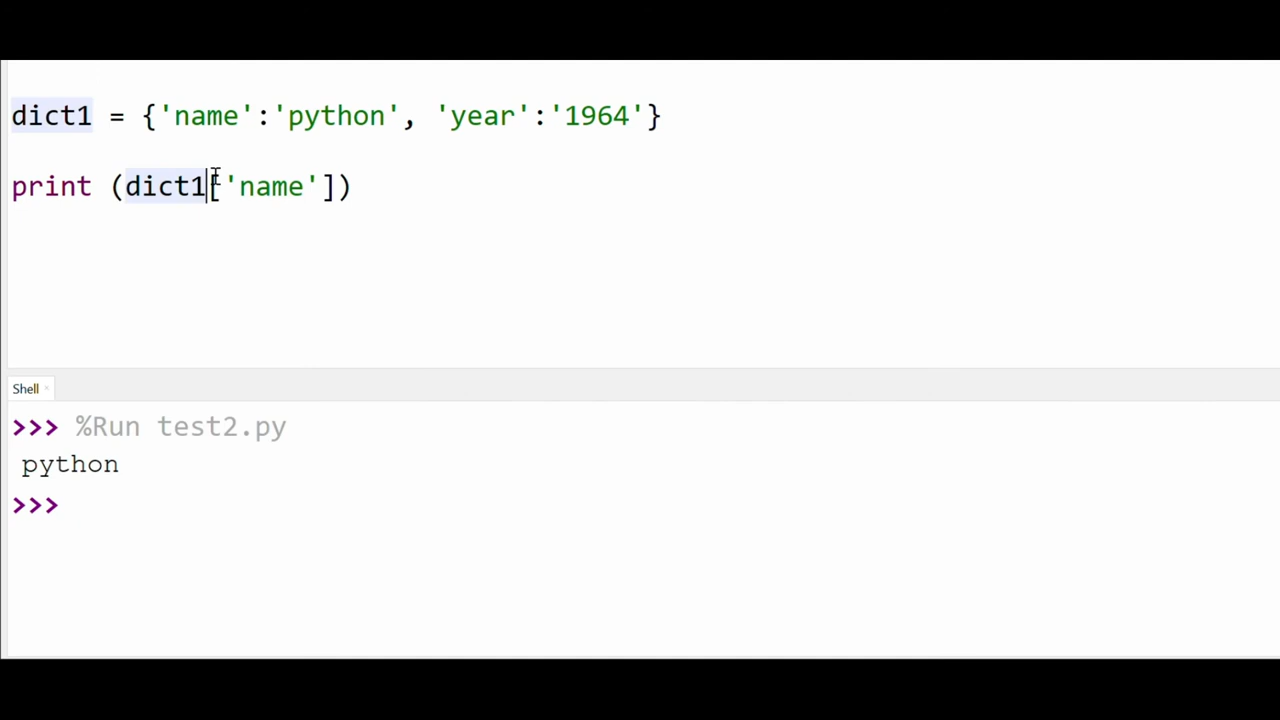 dict1 = {'name':'python', 'year':'1964'}
print (dict1['name'])
Shell ×
>>> %Run test2.py
python
>>>